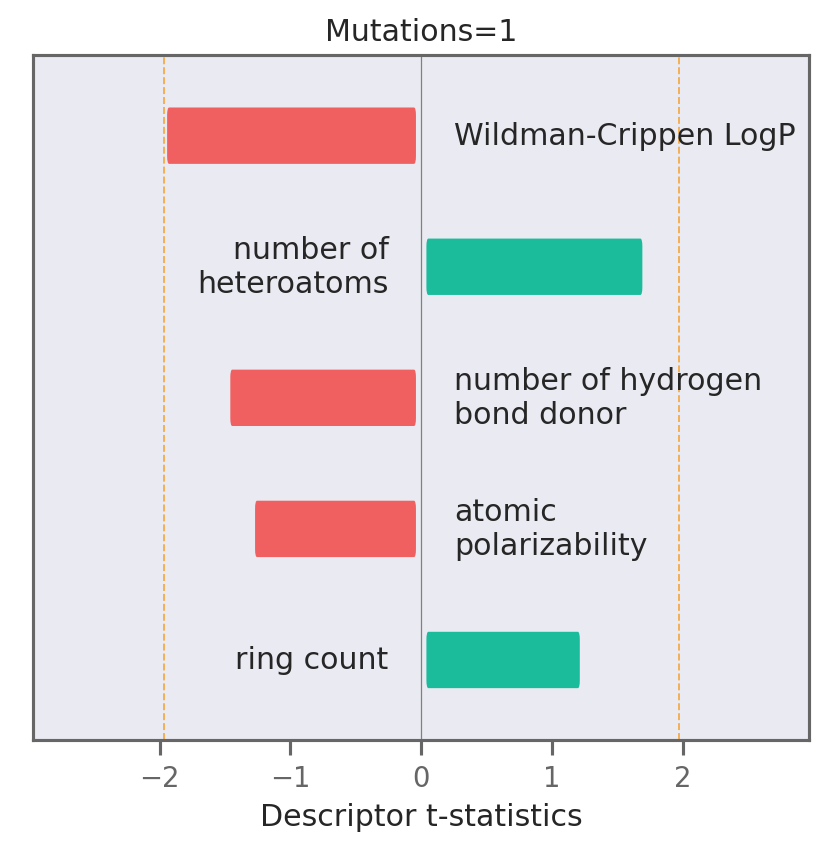 Mutations=1
Wildman-Crippen LogP
number of
heteroatoms
number of hydrogen
bond donor
atomic
polarizability
ring count
−2 −1 0 1 2
Descriptor t-statistics